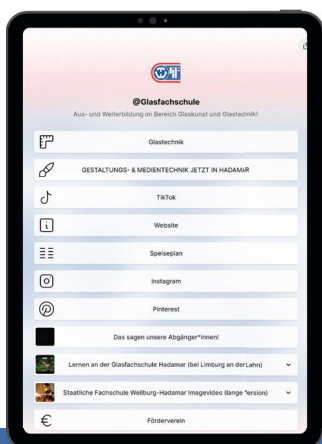 @Glasfachschule
Aus- und Weiterbildung im Bereich Glaskunst und Glastechnik!
Glastechnik
GESTALTUNGS- & MEDIENTECHNIK JETZT IN HADAMAR
TikTok
Website
Speiseplan
Instagram
Pinterest
Das sagen unsere Abgänger*innen!
Lernen an der Glasfachschule Hadamar (bei Limburg an der Lahn)
Staatliche Fachschule Weilburg-Hadamar Imagevideo (lange Version)
€ Förderverein